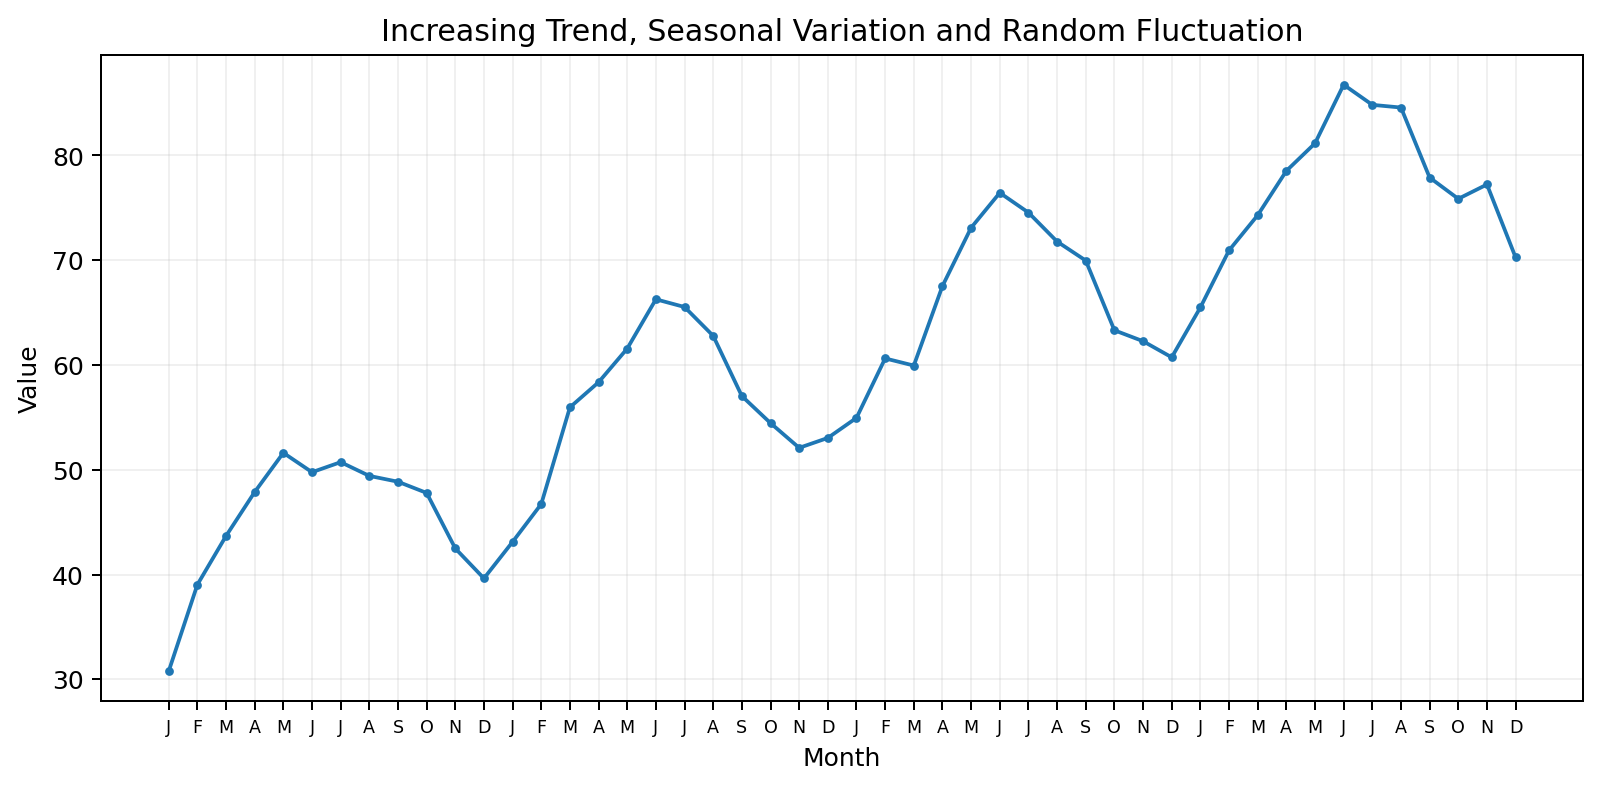 Increasing Trend, Seasonal Variation and Random Fluctuation
Value
80
70
60
50
40
30
J F M A M J J A S O N D J F M A M J J A S O N D J F M A M J J A S O N D J F M A M J J A S O N D
Month